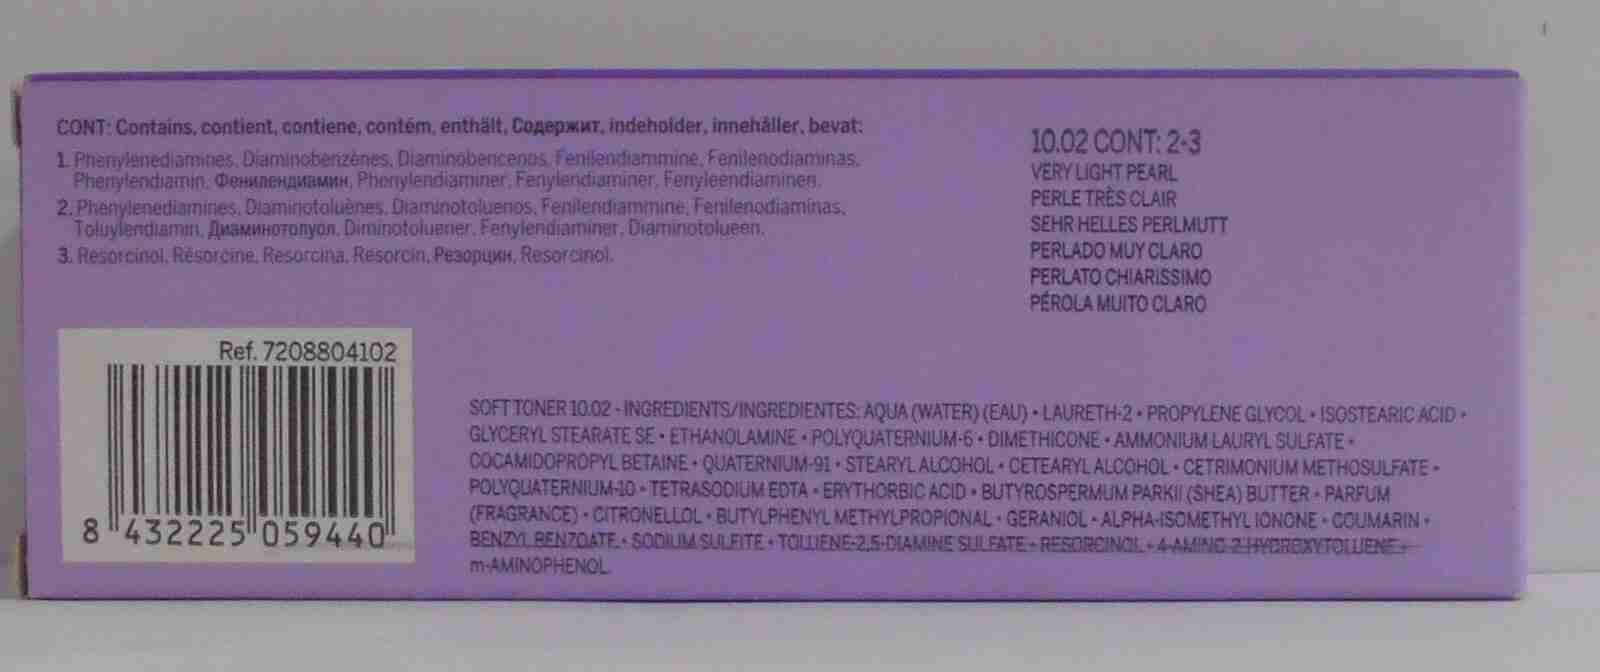 CONT: Contains, contient, contiene, contém, enthält, Содержит, indeholder, innehåller, bevat:
1. Phenylenediamines, Diaminobenzènes, Diaminobencenos, Fenilendiammine, Fenilenodiaminas,
Phenylendiamin, Фенилендиамин, Phenylendiaminer, Fenylendiaminer, Fenyleendiaminen.
2. Phenylenediamines, Diaminotoluènes, Diaminotoluenos, Fenilendiammine, Fenilenodiaminas,
Toluylendiamin, Диаминотолуол, Diminotoluener, Fenylendiaminer, Diaminotolueen.
3. Resorcinol, Résorcine, Resorcina, Resorcin, Резорцин, Resorcinol.
10.02 CONT: 2-3
VERY LIGHT PEARL
PERLE TRÈS CLAIR
SEHR HELLES PERLMUTT
PERLADO MUY CLARO
PERLATO CHIARISSIMO
PÉROLA MUITO CLARO
Ref. 7208804102
8 432225 059440
SOFT TONER 10.02 - INGREDIENTS/INGREDIENTES: AQUA (WATER) (EAU) • LAURETH-2 • PROPYLENE GLYCOL • ISOSTEARIC ACID •
GLYCERYL STEARATE SE • ETHANOLAMINE • POLYQUATERNIUM-6 • DIMETHICONE • AMMONIUM LAURYL SULFATE •
COCAMIDOPROPYL BETAINE • QUATERNIUM-91 • STEARYL ALCOHOL • CETEARYL ALCOHOL • CETRIMONIUM METHOSULFATE •
POLYQUATERNIUM-10 • TETRASODIUM EDTA • ERYTHORBIC ACID • BUTYROSPERMUM PARKII (SHEA) BUTTER • PARFUM
(FRAGRANCE) • CITRONELLOL • BUTYLPHENYL METHYLPROPIONAL • GERANIOL • ALPHA-ISOMETHYL IONONE • COUMARIN •
BENZYL BENZOATE • SODIUM SULFITE • TOLUENE-2,5-DIAMINE SULFATE • RESORCINOL • 4-AMINO-2-HYDROXYTOLUENE •
m-AMINOPHENOL.